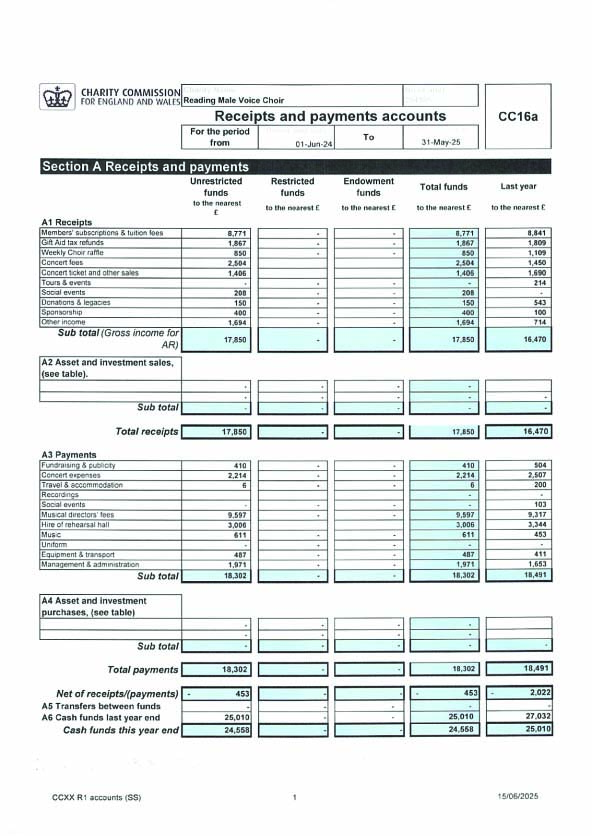 CHARITY COMMISSION
FOR ENGLAND AND WALES
Reading Male Voice Choir
Receipts and payments accounts
CC16a
For the period from
01-Jun-24
To
31-May-25
Section A Receipts and payments
Unrestricted funds Restricted funds Endowment funds Total funds Last year
to the nearest £ to the nearest £ to the nearest £ to the nearest £ to the nearest £
A1 Receipts
Members' subscriptions & tuition fees 8,771 - - 8,771 8,841
Gift Aid tax refunds 1,867 - - 1,867 1,809
Weekly Choir raffle 850 - - 850 1,109
Concert fees 2,504 2,504 1,450
Concert ticket and other sales 1,406 1,406 1,690
Tours & events - - - - 214
Social events 208 - - 208 -
Donations & legacies 150 - - 150 543
Sponsorship 400 - - 400 100
Other income 1,694 - - 1,694 714
Sub total (Gross income for AR) 17,850 - - 17,850 16,470
A2 Asset and investment sales, (see table).
- - - -
- - - - -
Sub total - - - - -
Total receipts 17,850 - - 17,850 16,470
A3 Payments
Fundraising & publicity 410 - - 410 504
Concert expenses 2,214 - - 2,214 2,507
Travel & accommodation 6 - - 6 200
Recordings - -
Social events - - - - 103
Musical directors' fees 9,597 - - 9,597 9,317
Hire of rehearsal hall 3,006 - - 3,006 3,344
Music 611 - - 611 453
Uniform - - - - -
Equipment & transport 487 - - 487 411
Management & administration 1,971 - - 1,971 1,653
Sub total 18,302 - - 18,302 18,491
A4 Asset and investment purchases, (see table)
- - - -
- - - -
Sub total - - - - -
Total payments 18,302 - - 18,302 18,491
Net of receipts/(payments) - 453 - - - 453 - 2,022
A5 Transfers between funds - - - - -
A6 Cash funds last year end 25,010 - - 25,010 27,032
Cash funds this year end 24,558 - - 24,558 25,010
CCXX R1 accounts (SS)
1
15/06/2025